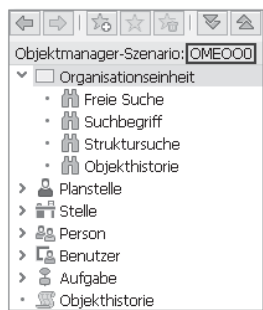 Objektmanager-Szenario: OMEO00
Organisationseinheit
Freie Suche
Suchbegriff
Struktursuche
Objekthistorie
Planstelle
Stelle
Person
Benutzer
Aufgabe
Objekthistorie